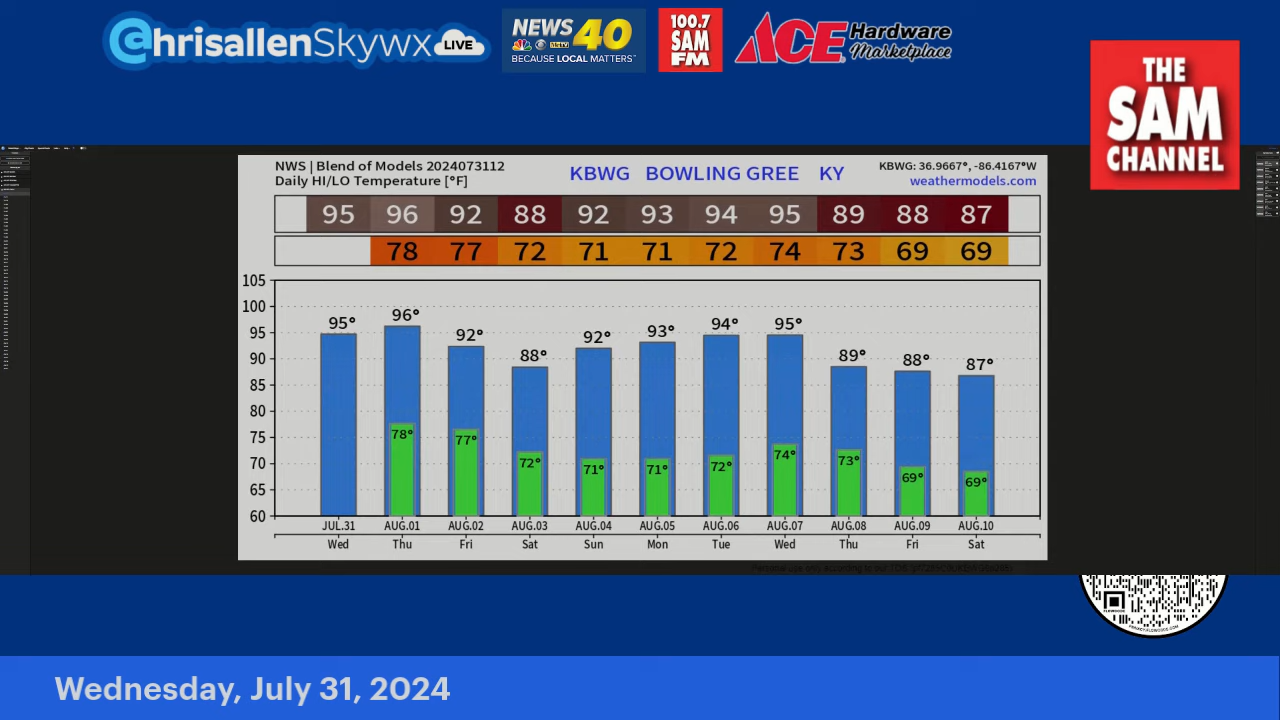 @hrisallenSkywx LIVE
NEWS 40
BECAUSE LOCAL MATTERS
100.7
SAM
FM
ACE Hardware
Marketplace
THE
SAM
CHANNEL
NWS | Blend of Models 2024073112
Daily HI/LO Temperature [°F]
KBWG BOWLING GREE KY
KBWG: 36.9667°, -86.4167°W
weathermodels.com
95 96 92 88 92 93 94 95 89 88 87
78 77 72 71 71 72 74 73 69 69
105
100
95
90
85
80
75
70
65
60
95° 96° 92° 88° 92° 93° 94° 95° 89° 88° 87°
78° 77° 72° 71° 71° 72° 74° 73° 69° 69°
JUL.31 AUG.01 AUG.02 AUG.03 AUG.04 AUG.05 AUG.06 AUG.07 AUG.08 AUG.09 AUG.10
Wed Thu Fri Sat Sun Mon Tue Wed Thu Fri Sat
Wednesday, July 31, 2024